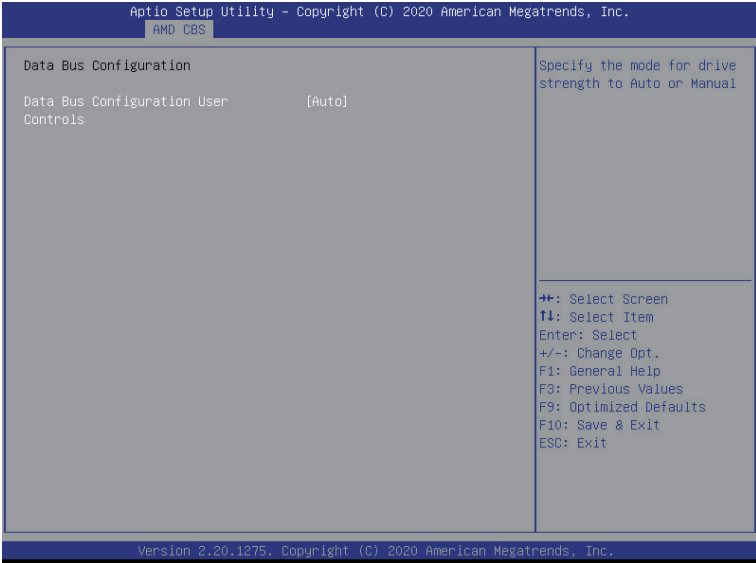 Aptio Setup Utility – Copyright (C) 2020 American Megatrends, Inc.
AMD CBS
Data Bus Configuration
Data Bus Configuration User [Auto]
Controls
Specify the mode for drive
strength to Auto or Manual
→←: Select Screen
↑↓: Select Item
Enter: Select
+/-: Change Opt.
F1: General Help
F3: Previous Values
F9: Optimized Defaults
F10: Save & Exit
ESC: Exit
Version 2.20.1275. Copyright (C) 2020 American Megatrends, Inc.